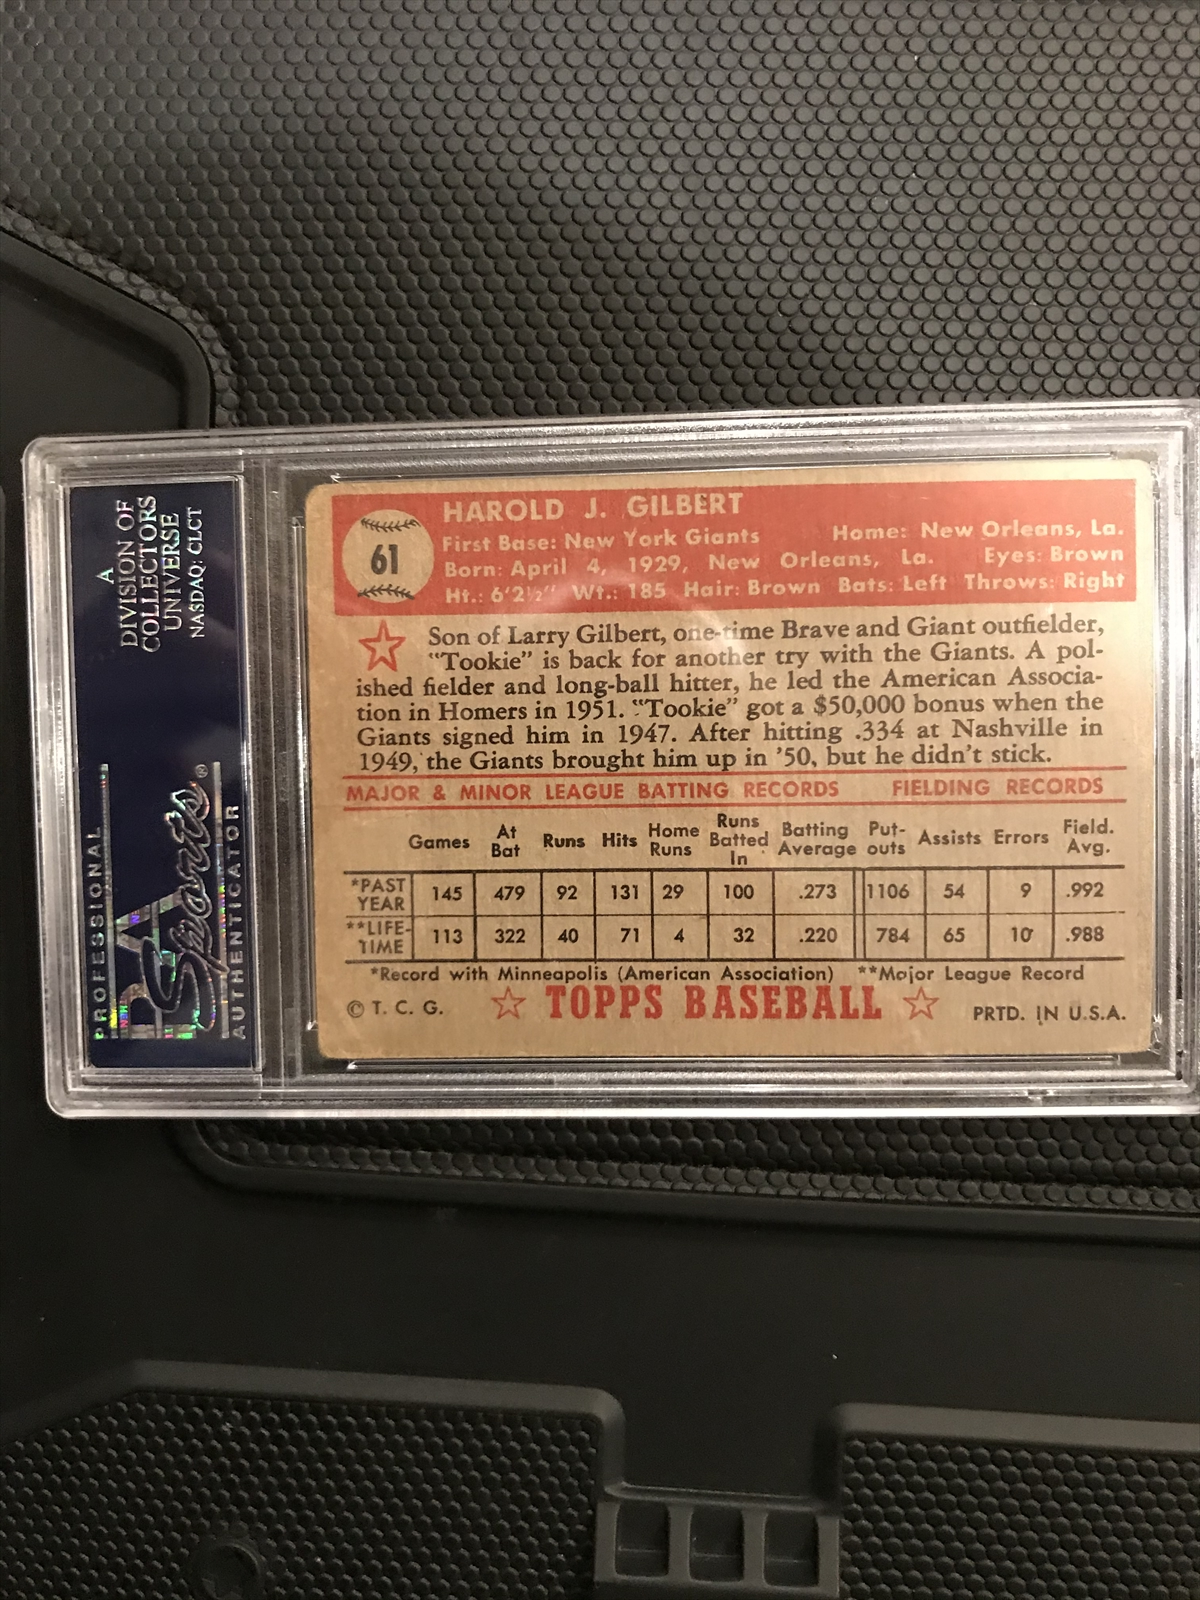 A
DIVISION OF
COLLECTORS
UNIVERSE
NASDAQ: CLCT
PROFESSIONAL
PSA
Sports®
AUTHENTICATOR
61
HAROLD J. GILBERT
First Base: New York Giants Home: New Orleans, La.
Born: April 4, 1929, New Orleans, La. Eyes: Brown
Ht.: 6'2½" Wt.: 185 Hair: Brown Bats: Left Throws: Right
Son of Larry Gilbert, one-time Brave and Giant outfielder,
"Tookie" is back for another try with the Giants. A pol-
ished fielder and long-ball hitter, he led the American Associa-
tion in Homers in 1951. "Tookie" got a $50,000 bonus when the
Giants signed him in 1947. After hitting .334 at Nashville in
1949, the Giants brought him up in '50, but he didn't stick.
MAJOR & MINOR LEAGUE BATTING RECORDS FIELDING RECORDS
Games At Bat Runs Hits Home Runs Runs Batted In Batting Average Put-outs Assists Errors Field. Avg.
*PAST YEAR 145 479 92 131 29 100 .273 1106 54 9 .992
**LIFE-TIME 113 322 40 71 4 32 .220 784 65 10 .988
*Record with Minneapolis (American Association) **Major League Record
© T. C. G. TOPPS BASEBALL PRTD. IN U.S.A.